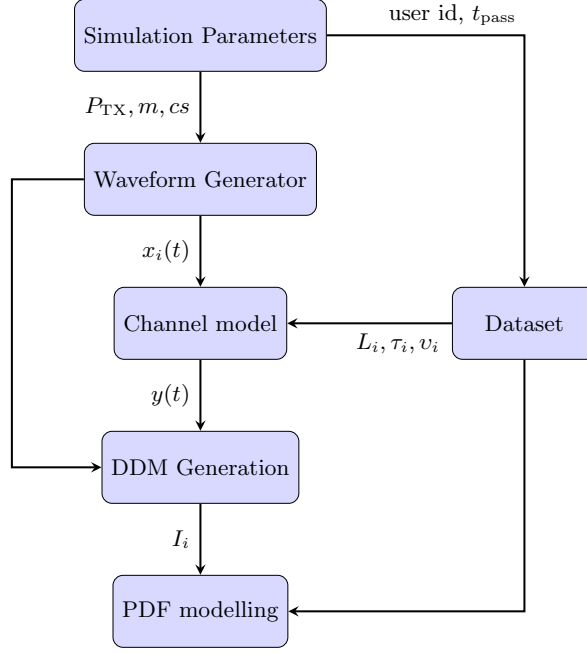 user id, t_pass
Simulation Parameters
P_TX, m, cs
Waveform Generator
x_i(t)
Channel model
Dataset
L_i, τ_i, υ_i
y(t)
DDM Generation
I_i
PDF modelling